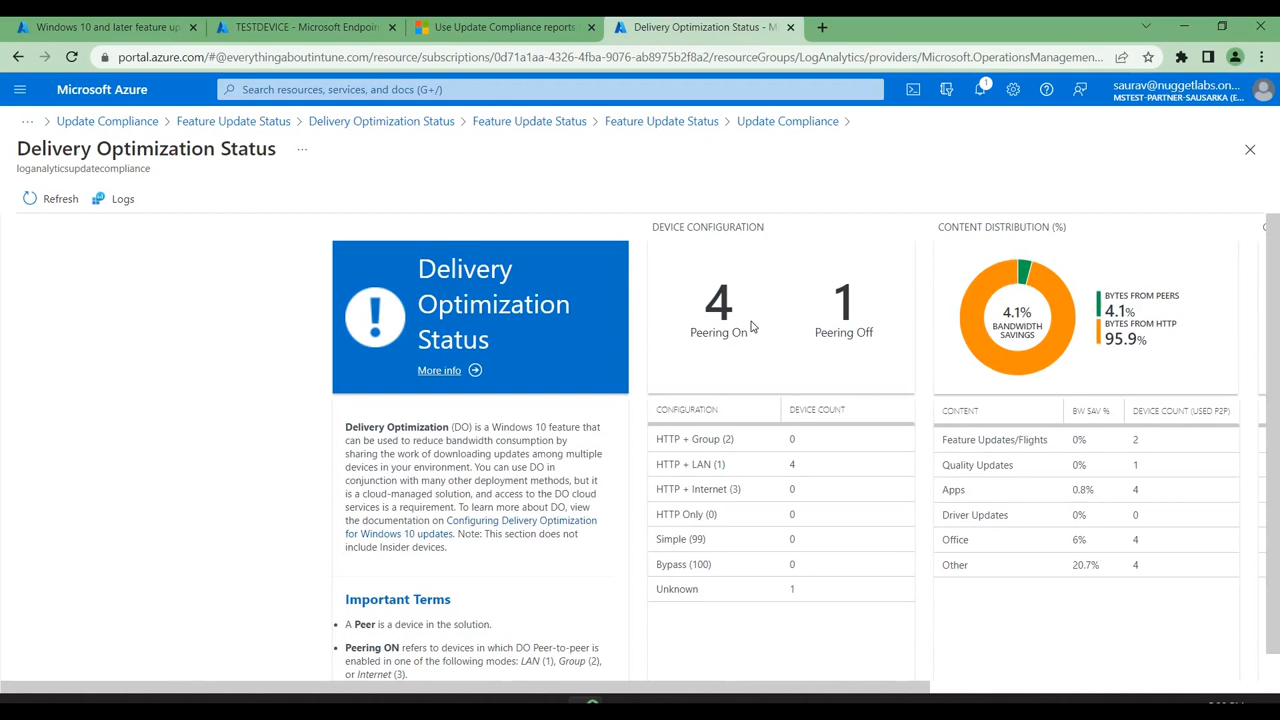 Windows 10 and later feature up
TESTDEVICE - Microsoft Endpoin
Use Update Compliance reports
Delivery Optimization Status - M
portal.azure.com/#@everythingaboutintune.com/resource/subscriptions/0d71a1aa-4326-4fba-9076-ab8975b2f8a2/resourceGroups/LogAnalytics/providers/Microsoft.OperationsManagemen...
Microsoft Azure
Search resources, services, and docs (G+/)
1
saurav@nuggetlabs.on...
MSTEST-PARTNER-SAUSARKA (E...
... > Update Compliance > Feature Update Status > Delivery Optimization Status > Feature Update Status > Feature Update Status > Update Compliance >
Delivery Optimization Status ...
loganalyticsupdatecompliance
Refresh Logs
Delivery
Optimization
Status
More info
Delivery Optimization (DO) is a Windows 10 feature that
can be used to reduce bandwidth consumption by
sharing the work of downloading updates among multiple
devices in your environment. You can use DO in
conjunction with many other deployment methods, but it
is a cloud-managed solution, and access to the DO cloud
services is a requirement. To learn more about DO, view
the documentation on Configuring Delivery Optimization
for Windows 10 updates. Note: This section does not
include Insider devices.
Important Terms
• A Peer is a device in the solution.
• Peering ON refers to devices in which DO Peer-to-peer is
enabled in one of the following modes: LAN (1), Group (2),
or Internet (3).
DEVICE CONFIGURATION
4 1
Peering On Peering Off
CONFIGURATION DEVICE COUNT
HTTP + Group (2) 0
HTTP + LAN (1) 4
HTTP + Internet (3) 0
HTTP Only (0) 0
Simple (99) 0
Bypass (100) 0
Unknown 1
CONTENT DISTRIBUTION (%)
4.1%
BANDWIDTH
SAVINGS
BYTES FROM PEERS
4.1%
BYTES FROM HTTP
95.9%
CONTENT BW SAV % DEVICE COUNT (USED P2P)
Feature Updates/Flights 0% 2
Quality Updates 0% 1
Apps 0.8% 4
Driver Updates 0% 0
Office 6% 4
Other 20.7% 4